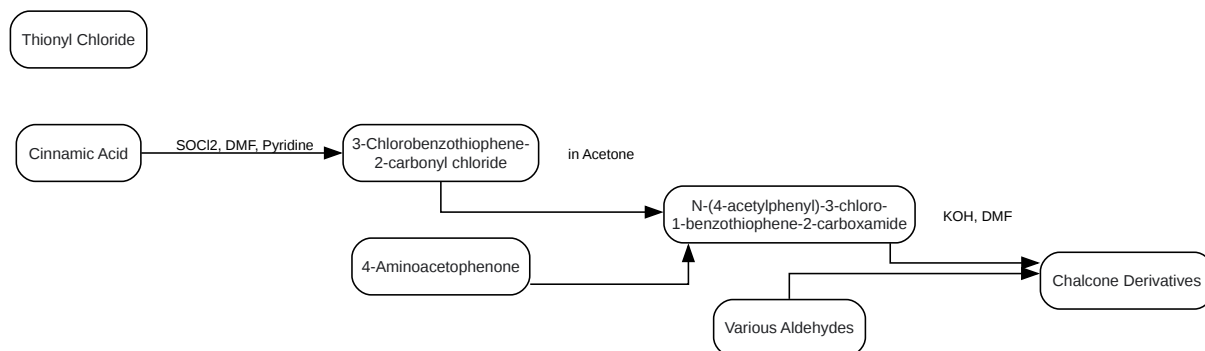 Thionyl Chloride
Cinnamic Acid
SOCl2, DMF, Pyridine
3-Chlorobenzothiophene-
2-carbonyl chloride
in Acetone
N-(4-acetylphenyl)-3-chloro-
1-benzothiophene-2-carboxamide
KOH, DMF
4-Aminoacetophenone
Chalcone Derivatives
Various Aldehydes